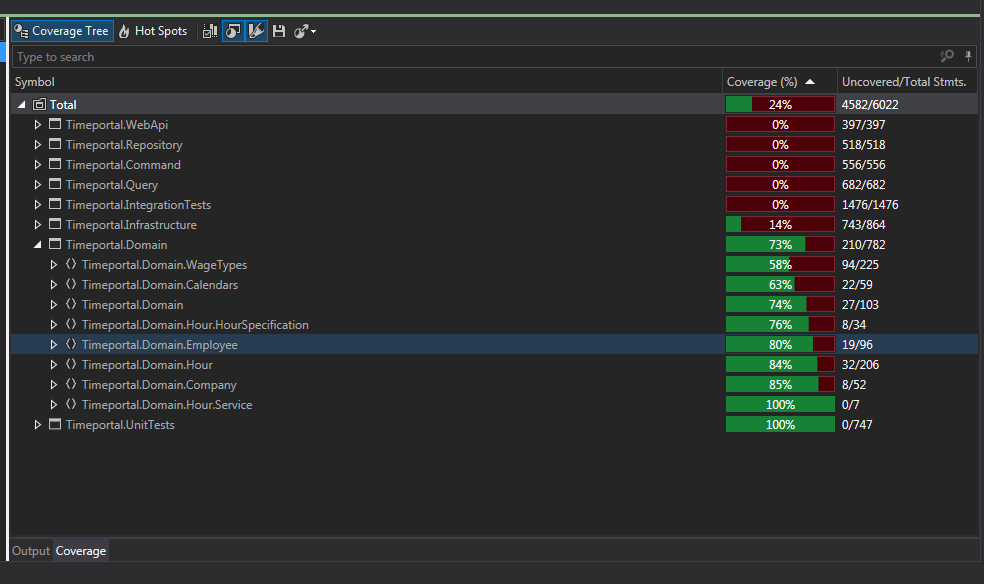 Coverage Tree Hot Spots
Type to search
Symbol Coverage (%) Uncovered/Total Stmts.
Total 24% 4582/6022
Timeportal.WebApi 0% 397/397
Timeportal.Repository 0% 518/518
Timeportal.Command 0% 556/556
Timeportal.Query 0% 682/682
Timeportal.IntegrationTests 0% 1476/1476
Timeportal.Infrastructure 14% 743/864
Timeportal.Domain 73% 210/782
Timeportal.Domain.WageTypes 58% 94/225
Timeportal.Domain.Calendars 63% 22/59
Timeportal.Domain 74% 27/103
Timeportal.Domain.Hour.HourSpecification 76% 8/34
Timeportal.Domain.Employee 80% 19/96
Timeportal.Domain.Hour 84% 32/206
Timeportal.Domain.Company 85% 8/52
Timeportal.Domain.Hour.Service 100% 0/7
Timeportal.UnitTests 100% 0/747
Output Coverage